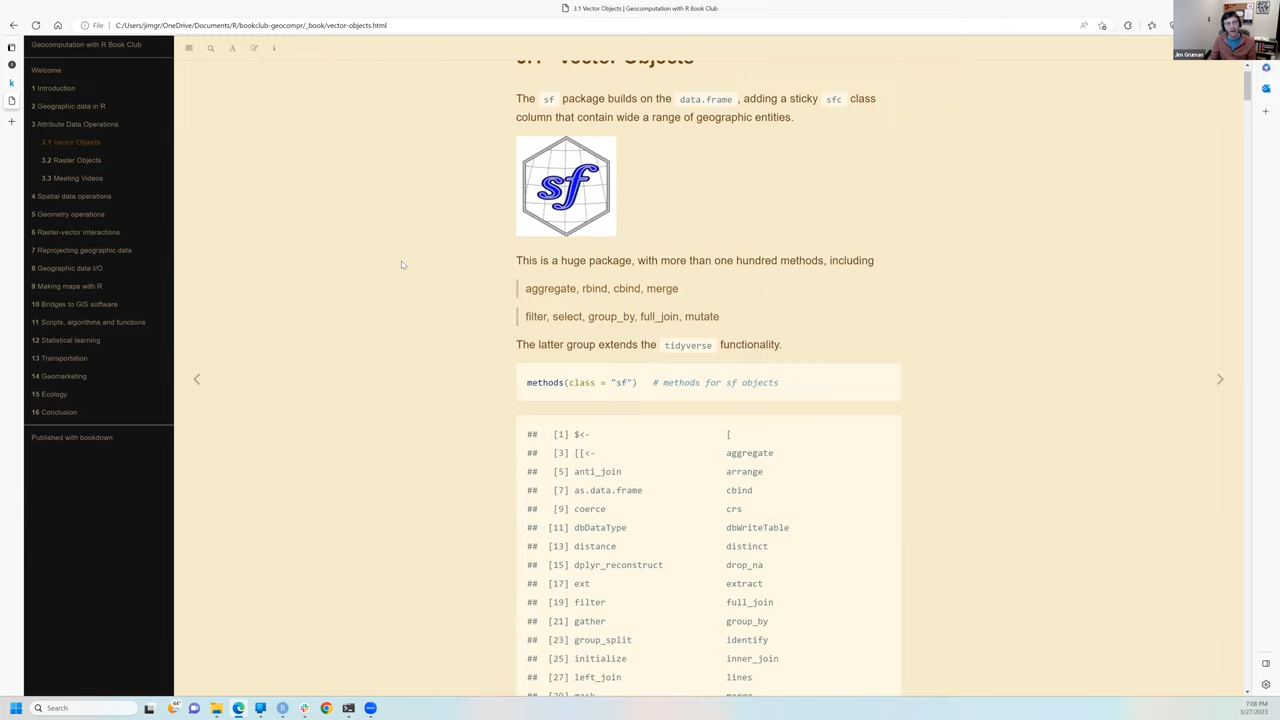 3.1 Vector Objects | Geocomputation with R Book Club
File
C:/Users/jimgr/OneDrive/Documents/R/bookclub-geocompr/_book/vector-objects.html
Jim Gruman
Geocomputation with R Book Club
Welcome
1 Introduction
2 Geographic data in R
3 Attribute Data Operations
3.1 Vector Objects
3.2 Raster Objects
3.3 Meeting Videos
4 Spatial data operations
5 Geometry operations
6 Raster-vector interactions
7 Reprojecting geographic data
8 Geographic data I/O
9 Making maps with R
10 Bridges to GIS software
11 Scripts, algorithms and functions
12 Statistical learning
13 Transportation
14 Geomarketing
15 Ecology
16 Conclusion
Published with bookdown
3.1 Vector Objects
The sf package builds on the data.frame, adding a sticky sfc class
column that contain wide a range of geographic entities.
sf
This is a huge package, with more than one hundred methods, including
aggregate, rbind, cbind, merge
filter, select, group_by, full_join, mutate
The latter group extends the tidyverse functionality.
methods(class = "sf") # methods for sf objects
## [1] $<- [
## [3] [[<- aggregate
## [5] anti_join arrange
## [7] as.data.frame cbind
## [9] coerce crs
## [11] dbDataType dbWriteTable
## [13] distance distinct
## [15] dplyr_reconstruct drop_na
## [17] ext extract
## [19] filter full_join
## [21] gather group_by
## [23] group_split identify
## [25] initialize inner_join
## [27] left_join lines
## [29] mask merge
Search
44°
7:08 PM
3/27/2023